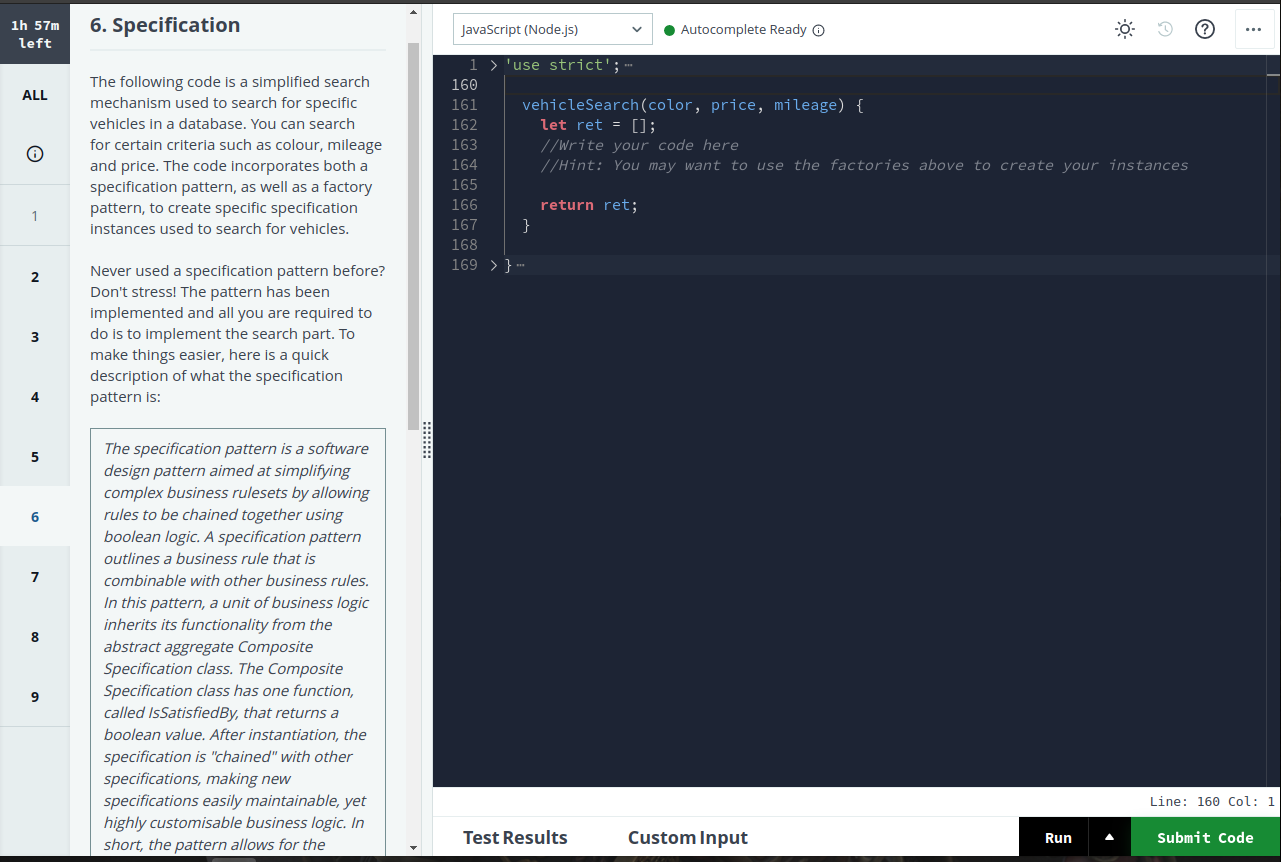 1h 57m
left
ALL
1
2
3
4
5
6
7
8
9
6. Specification
The following code is a simplified search
mechanism used to search for specific
vehicles in a database. You can search
for certain criteria such as colour, mileage
and price. The code incorporates both a
specification pattern, as well as a factory
pattern, to create specific specification
instances used to search for vehicles.
Never used a specification pattern before?
Don't stress! The pattern has been
implemented and all you are required to
do is to implement the search part. To
make things easier, here is a quick
description of what the specification
pattern is:
The specification pattern is a software
design pattern aimed at simplifying
complex business rulesets by allowing
rules to be chained together using
boolean logic. A specification pattern
outlines a business rule that is
combinable with other business rules.
In this pattern, a unit of business logic
inherits its functionality from the
abstract aggregate Composite
Specification class. The Composite
Specification class has one function,
called IsSatisfiedBy, that returns a
boolean value. After instantiation, the
specification is "chained" with other
specifications, making new
specifications easily maintainable, yet
highly customisable business logic. In
short, the pattern allows for the
JavaScript (Node.js)
Autocomplete Ready
1 > 'use strict'; ⋯
160
161 vehicleSearch(color, price, mileage) {
162 let ret = [];
163 //Write your code here
164 //Hint: You may want to use the factories above to create your instances
165
166 return ret;
167 }
168
169 > } ⋯
Line: 160 Col: 1
Test Results Custom Input Run Submit Code